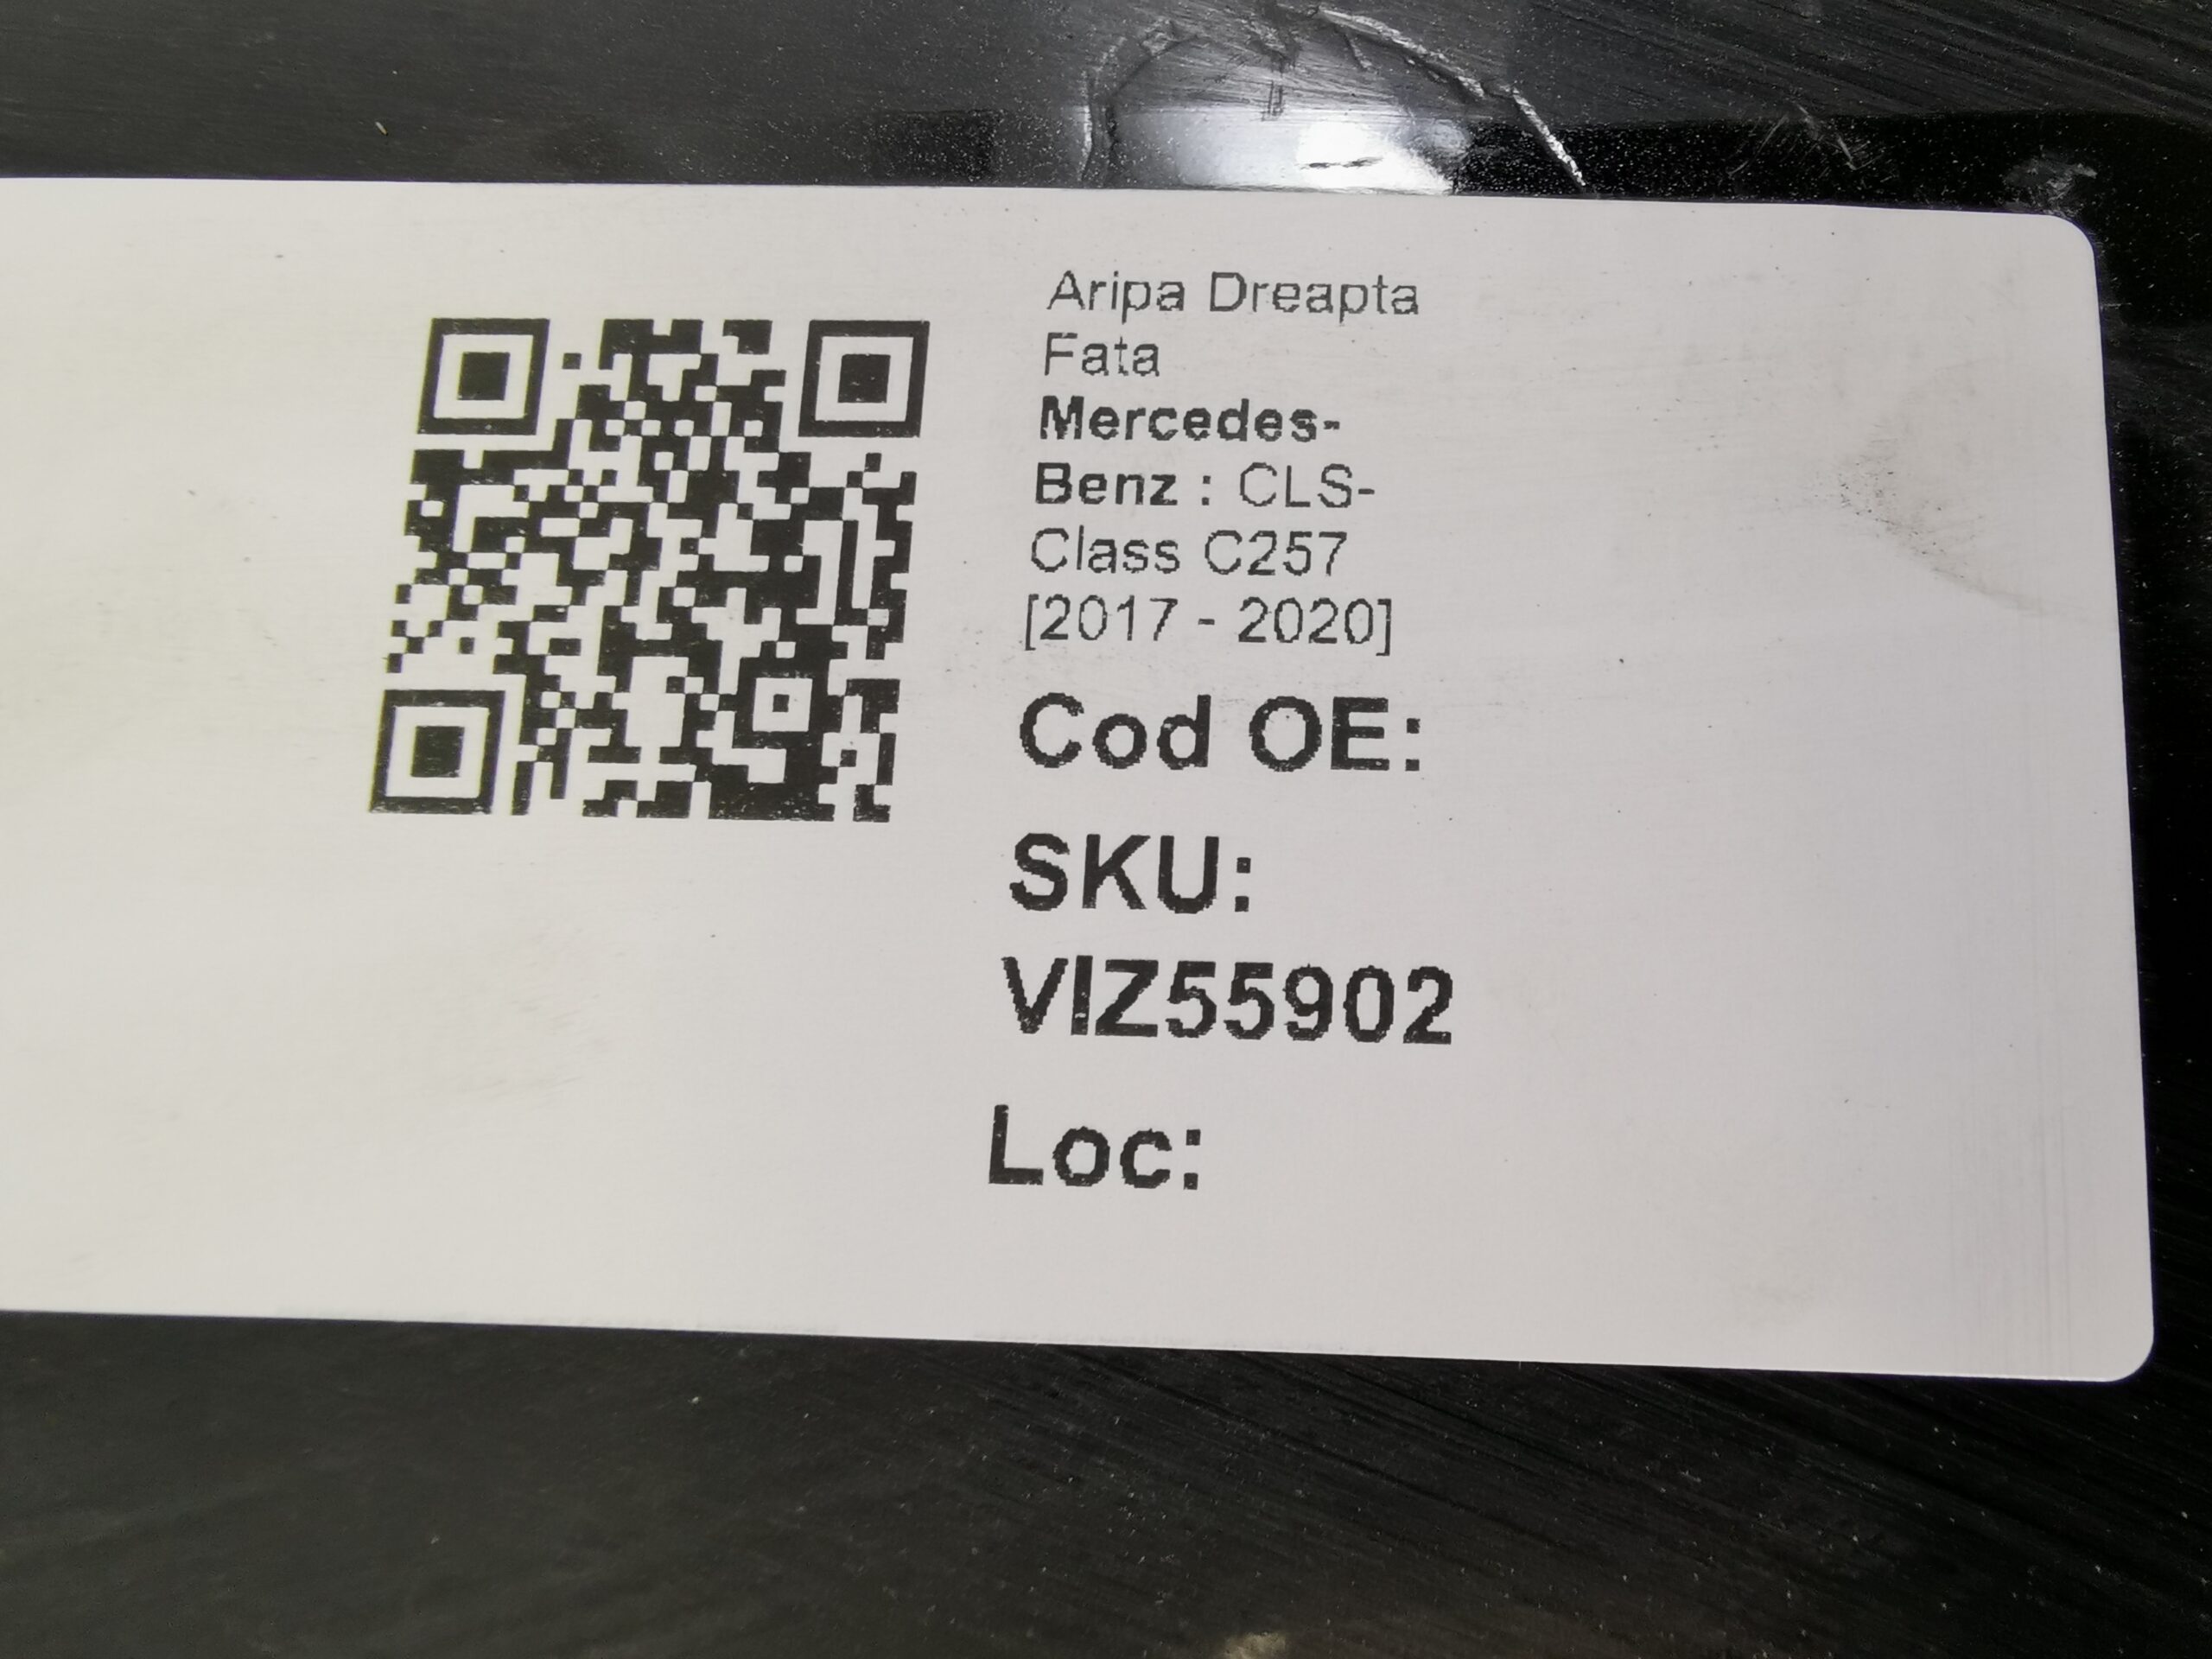 Aripa Dreapta
Fata
Mercedes-
Benz : CLS-
Class C257
[2017 - 2020]
Cod OE:
SKU:
VIZ55902
Loc: